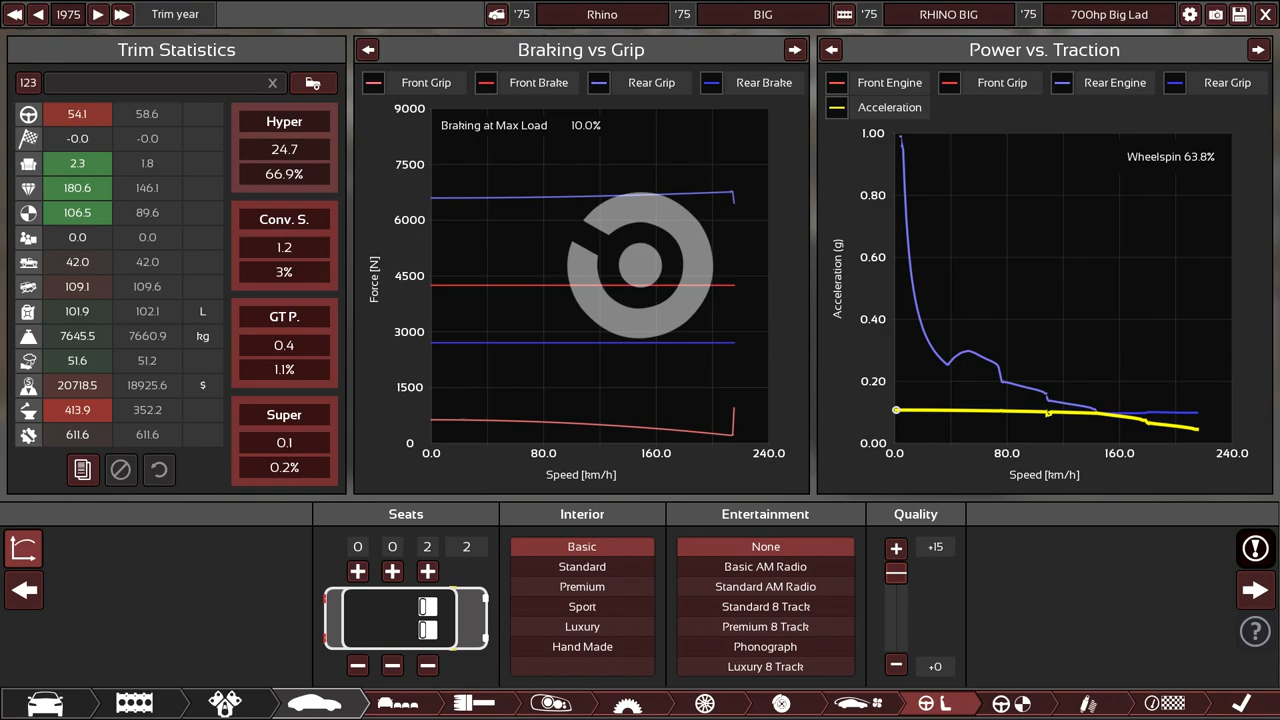 1975 Trim year '75 Rhino '75 BIG '75 RHINO BIG '75 700hp Big Lad
Trim Statistics
123 x
54.1 58.6
-0.0 -0.0
2.3 1.8
180.6 146.1
106.5 89.6
0.0 0.0
42.0 42.0
109.1 109.6
101.9 102.1 L
7645.5 7660.9 kg
51.6 51.2
20718.5 18925.6 $
413.9 352.2
611.6 611.6
Hyper
24.7
66.9%
Conv. S.
1.2
3%
GT P.
0.4
1.1%
Super
0.1
0.2%
Braking vs Grip
Front Grip Front Brake Rear Grip Rear Brake
Braking at Max Load 10.0%
9000
7500
6000
4500
3000
1500
0
Force [N]
0.0 80.0 160.0 240.0
Speed [km/h]
Power vs. Traction
Front Engine Front Grip Rear Engine Rear Grip
Acceleration
Wheelspin 63.8%
1.00
0.80
0.60
0.40
0.20
0.00
Acceleration [g]
0.0 80.0 160.0 240.0
Speed [km/h]
Seats
0 0 2 2
Interior
Basic
Standard
Premium
Sport
Luxury
Hand Made
Entertainment
None
Basic AM Radio
Standard AM Radio
Standard 8 Track
Premium 8 Track
Phonograph
Luxury 8 Track
Quality
+15
+0